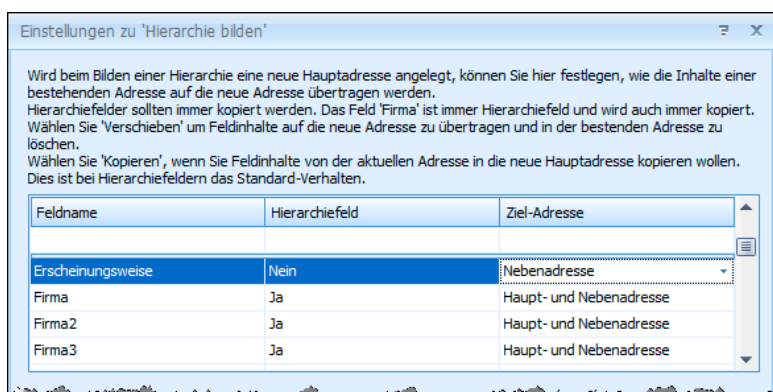 Einstellungen zu 'Hierarchie bilden'
Wird beim Bilden einer Hierarchie eine neue Hauptadresse angelegt, können Sie hier festlegen, wie die Inhalte einer
bestehenden Adresse auf die neue Adresse übertragen werden.
Hierarchiefelder sollten immer kopiert werden. Das Feld 'Firma' ist immer Hierarchiefeld und wird auch immer kopiert.
Wählen Sie 'Verschieben' um Feldinhalte auf die neue Adresse zu übertragen und in der bestenden Adresse zu
löschen.
Wählen Sie 'Kopieren', wenn Sie Feldinhalte von der aktuellen Adresse in die neue Hauptadresse kopieren wollen.
Dies ist bei Hierarchiefeldern das Standard-Verhalten.
Feldname Hierarchiefeld Ziel-Adresse
Erscheinungsweise Nein Nebenadresse
Firma Ja Haupt- und Nebenadresse
Firma2 Ja Haupt- und Nebenadresse
Firma3 Ja Haupt- und Nebenadresse